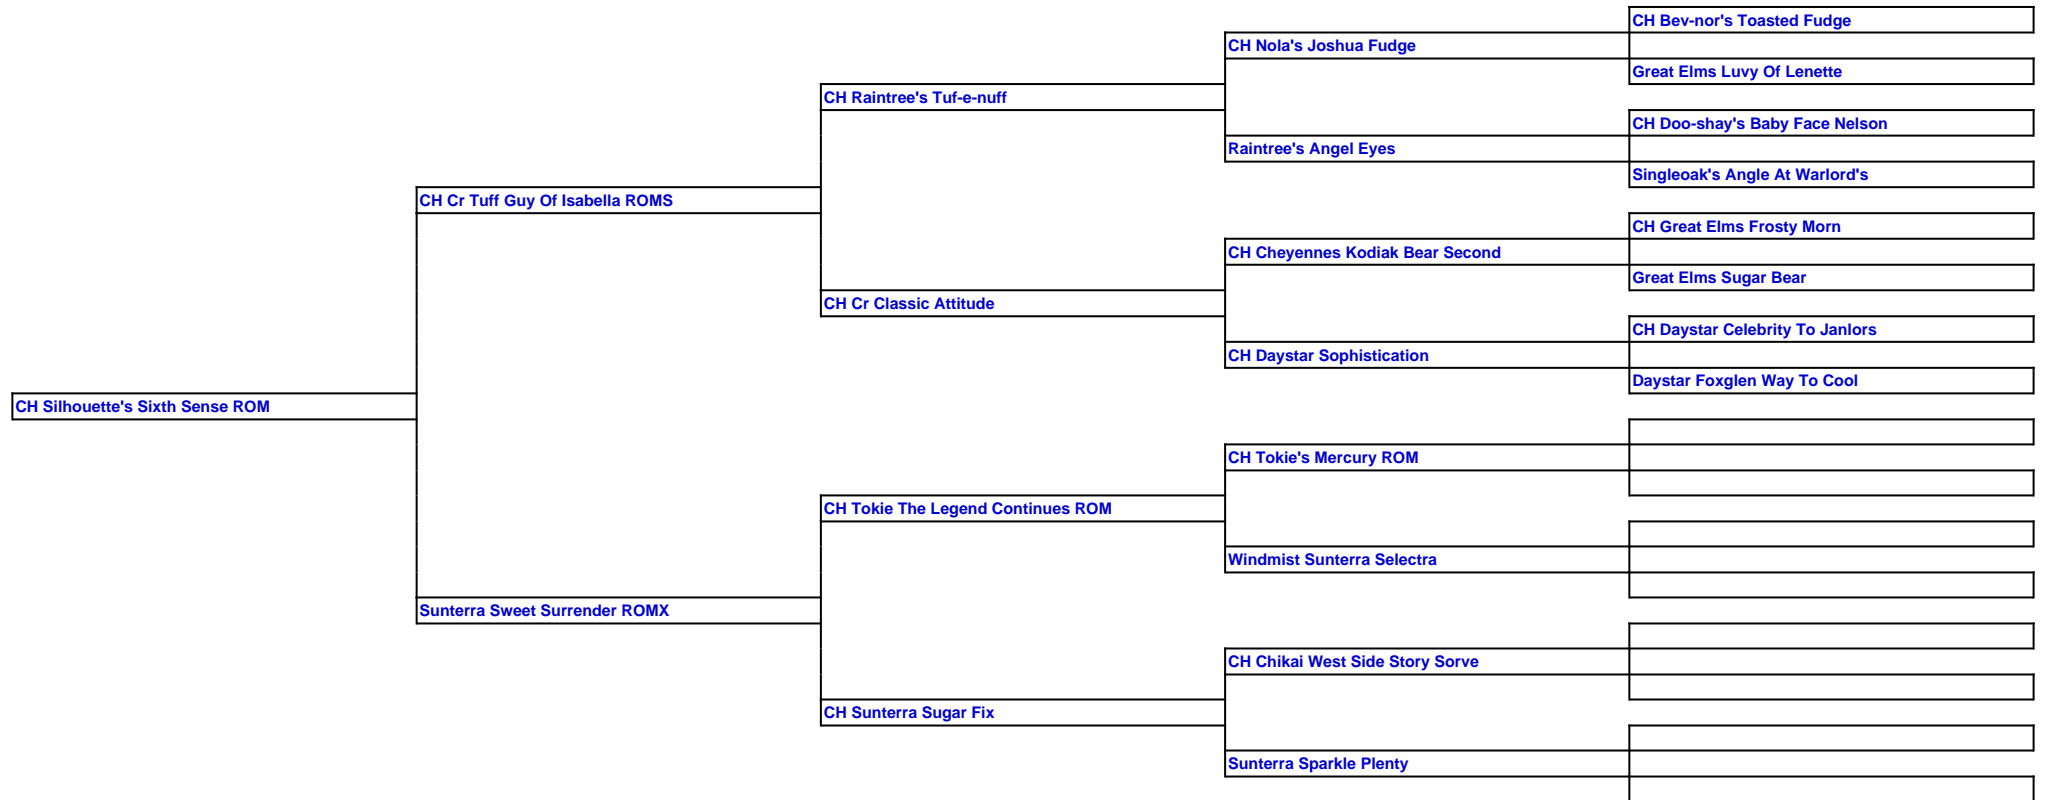 CH Bev-nor's Toasted Fudge
CH Nola's Joshua Fudge
Great Elms Luvy Of Lenette
CH Raintree's Tuf-e-nuff
CH Doo-shay's Baby Face Nelson
Raintree's Angel Eyes
Singleoak's Angle At Warlord's
CH Cr Tuff Guy Of Isabella ROMS
CH Great Elms Frosty Morn
CH Cheyennes Kodiak Bear Second
Great Elms Sugar Bear
CH Cr Classic Attitude
CH Daystar Celebrity To Janlors
CH Daystar Sophistication
Daystar Foxglen Way To Cool
CH Silhouette's Sixth Sense ROM
CH Tokie's Mercury ROM
CH Tokie The Legend Continues ROM
Windmist Sunterra Selectra
Sunterra Sweet Surrender ROMX
CH Chikai West Side Story Sorve
CH Sunterra Sugar Fix
Sunterra Sparkle Plenty